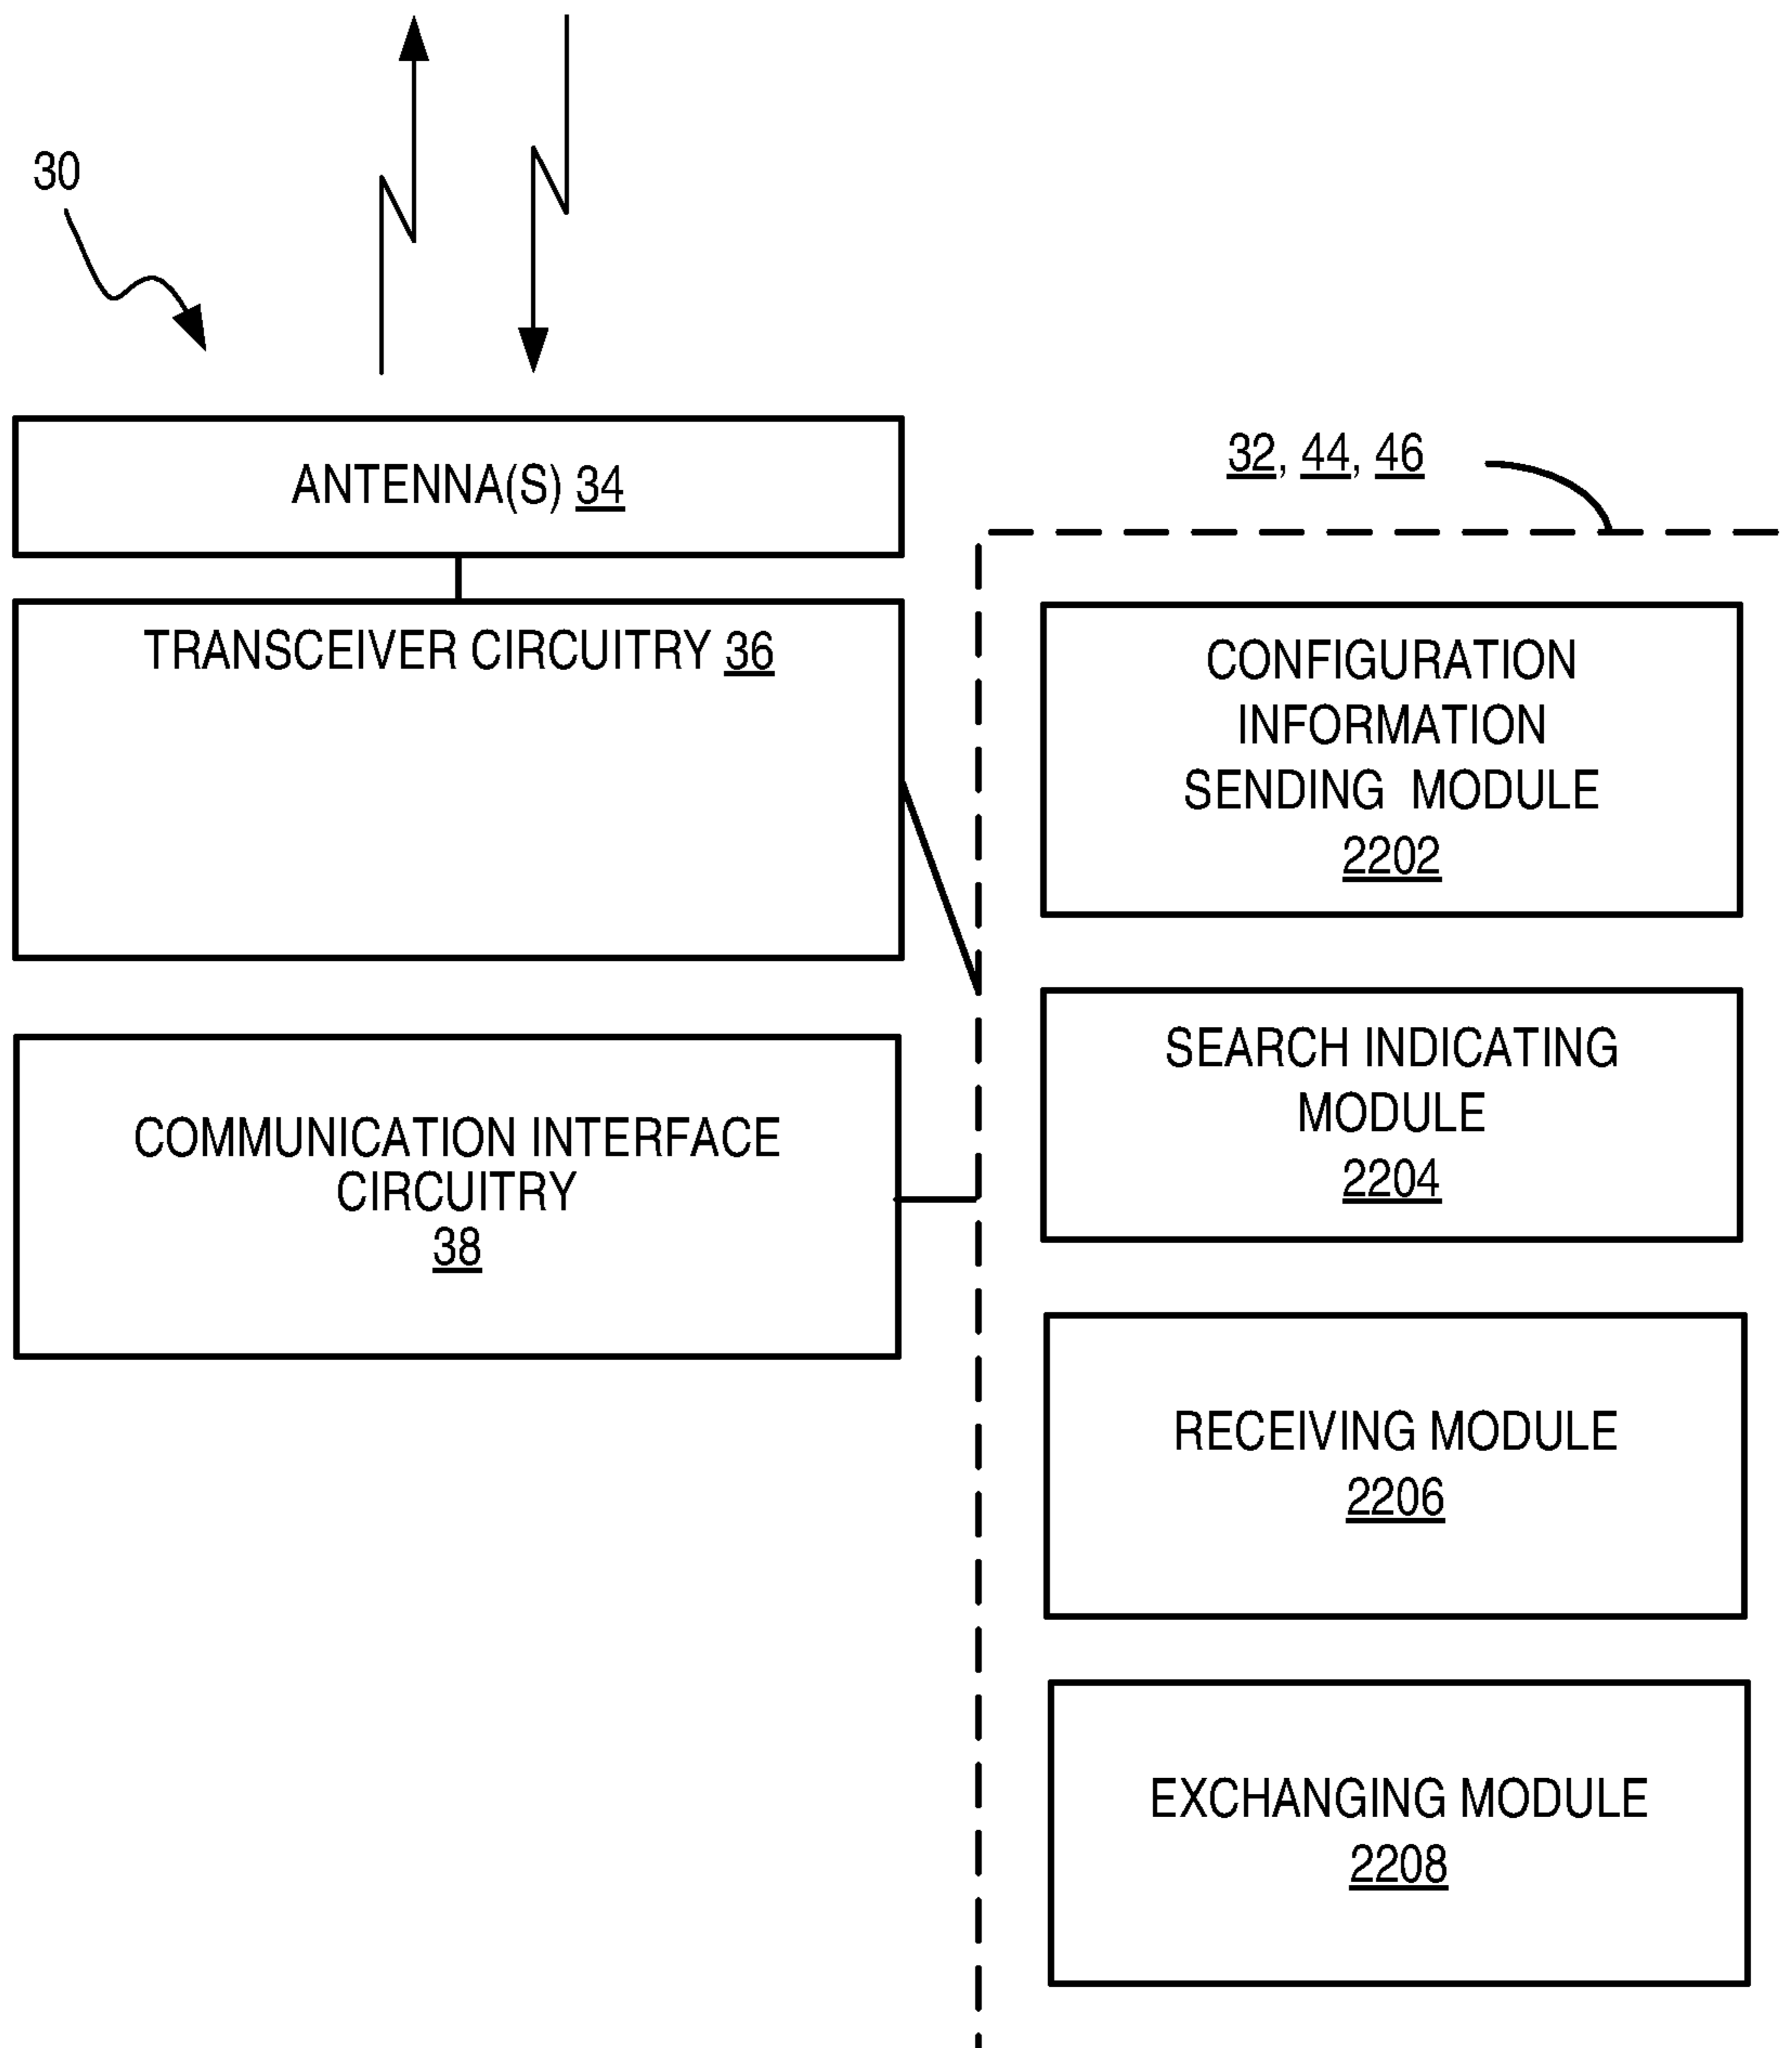 30
ANTENNA(S) 34
32, 44, 46
TRANSCEIVER CIRCUITRY 36
CONFIGURATION
INFORMATION
SENDING MODULE
2202
SEARCH INDICATING
MODULE
2204
COMMUNICATION INTERFACE
CIRCUITRY
38
RECEIVING MODULE
2206
EXCHANGING MODULE
2208